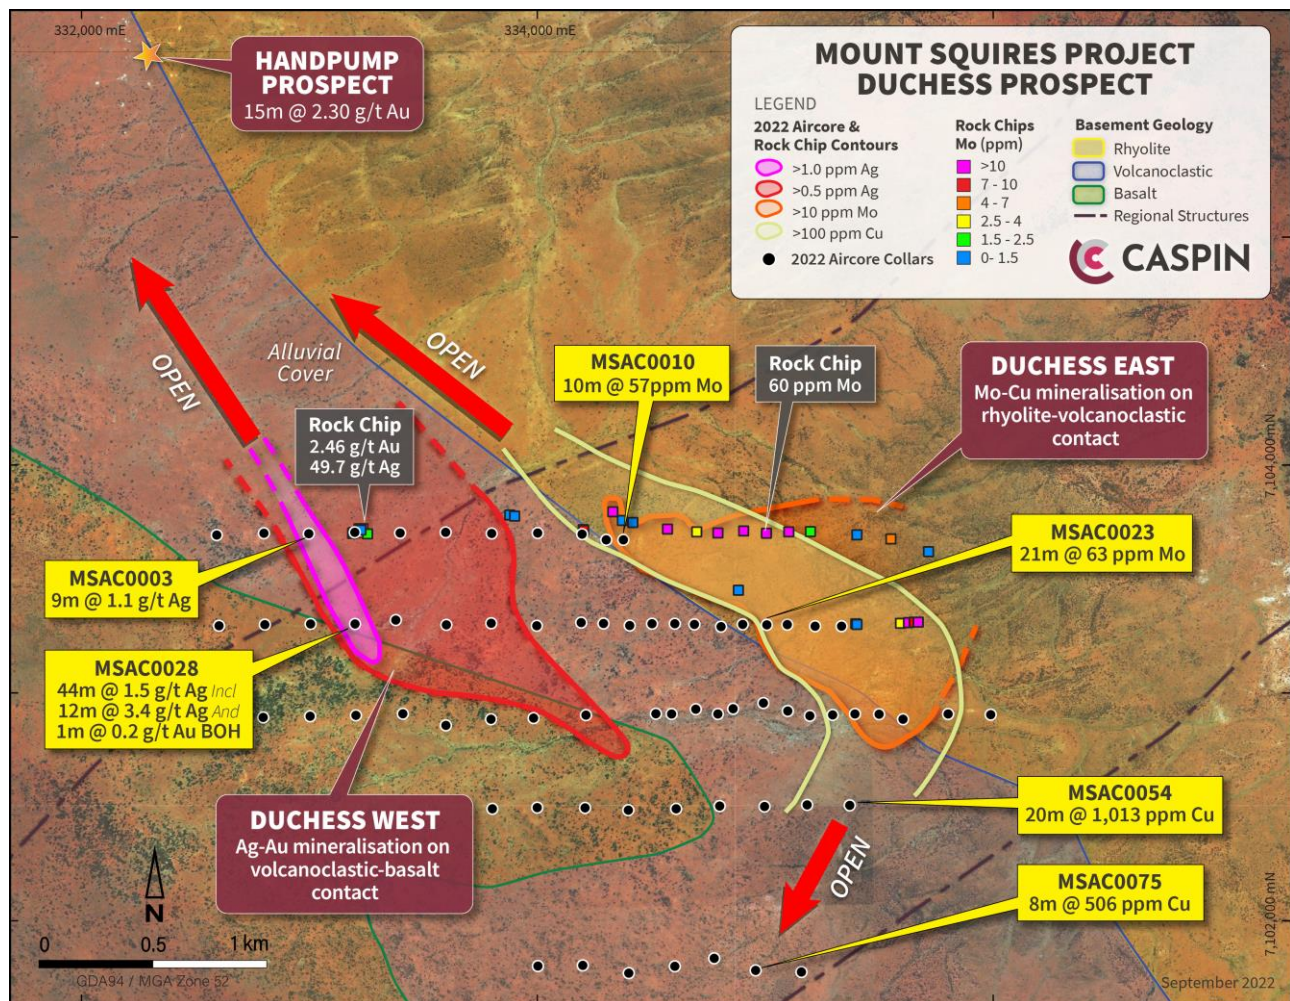 332,000 mE
334,000 mE
HANDPUMP
PROSPECT
15m @ 2.30 g/t Au
MOUNT SQUIRES PROJECT
DUCHESS PROSPECT
LEGEND
2022 Aircore &
Rock Chip Contours
>1.0 ppm Ag
>0.5 ppm Ag
>10 ppm Mo
>100 ppm Cu
2022 Aircore Collars
Rock Chips
Mo (ppm)
>10
7 - 10
4 - 7
2.5 - 4
1.5 - 2.5
0- 1.5
Basement Geology
Rhyolite
Volcanoclastic
Basalt
Regional Structures
CASPIN
OPEN
Alluvial
Cover
OPEN
MSAC0010
10m @ 57ppm Mo
Rock Chip
60 ppm Mo
DUCHESS EAST
Mo-Cu mineralisation on
rhyolite-volcanoclastic
contact
Rock Chip
2.46 g/t Au
49.7 g/t Ag
7,104,000 mN
MSAC0003
9m @ 1.1 g/t Ag
MSAC0023
21m @ 63 ppm Mo
MSAC0028
44m @ 1.5 g/t Ag Incl
12m @ 3.4 g/t Ag And
1m @ 0.2 g/t Au BOH
DUCHESS WEST
Ag-Au mineralisation on
volcanoclastic-basalt
contact
MSAC0054
20m @ 1,013 ppm Cu
OPEN
MSAC0075
8m @ 506 ppm Cu
7,102,000 mN
N
0 0.5 1 km
GDA94 / MGA Zone 52
September 2022